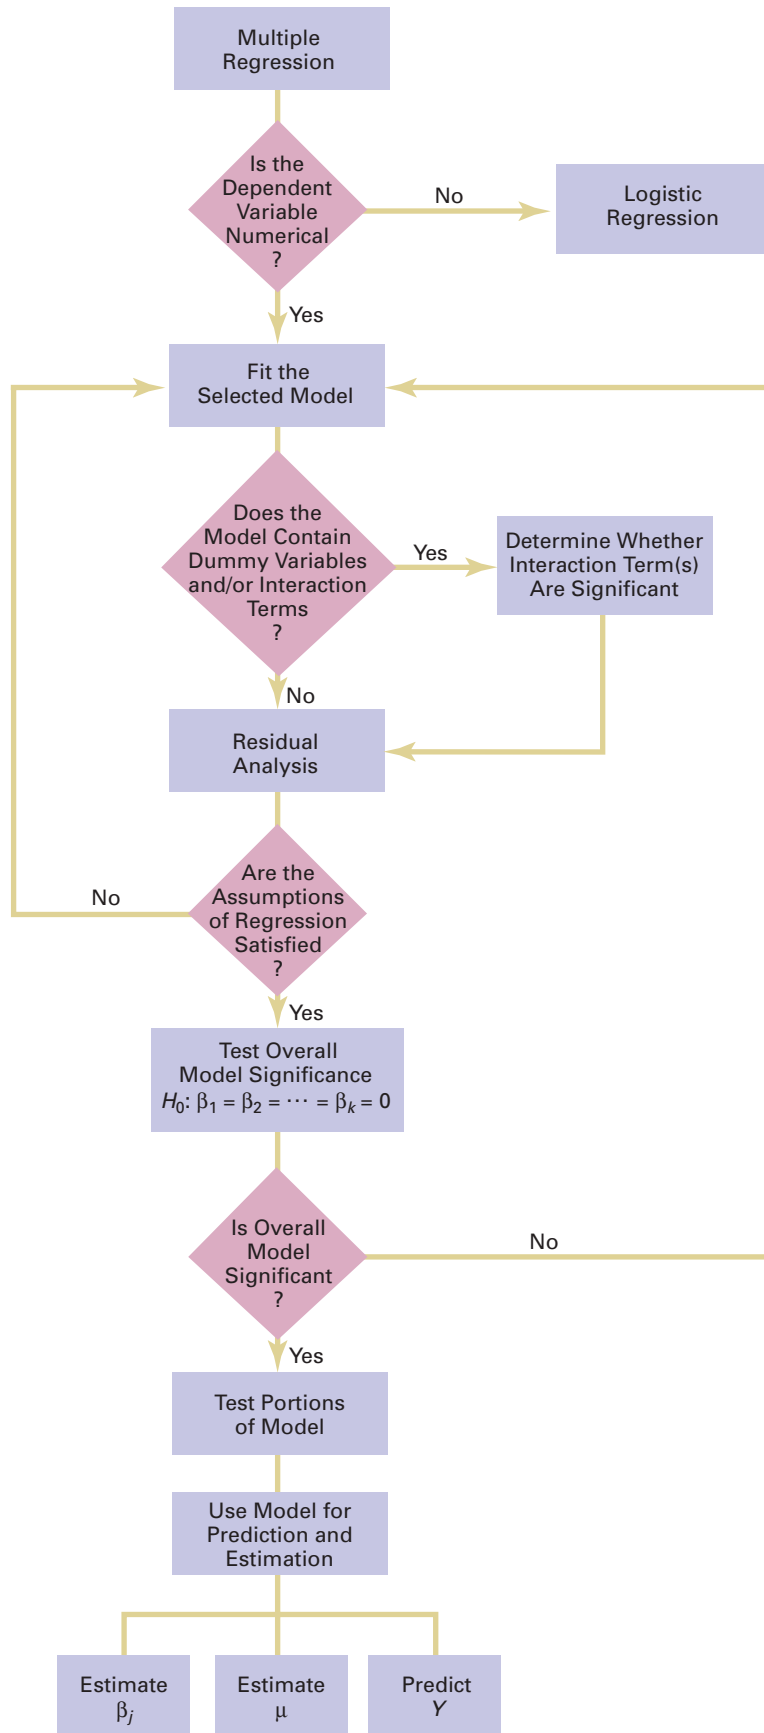 Multiple
Regression
Is the
Dependent
Variable
Numerical
?
No
Logistic
Regression
Yes
Fit the
Selected Model
Does the
Model Contain
Dummy Variables
and/or Interaction
Terms
?
Yes
Determine Whether
Interaction Term(s)
Are Significant
No
Residual
Analysis
Are the
Assumptions
of Regression
Satisfied
?
No
Yes
Test Overall
Model Significance
H₀: β₁ = β₂ = ⋯ = βₖ = 0
Is Overall
Model
Significant
?
No
Yes
Test Portions
of Model
Use Model for
Prediction and
Estimation
Estimate
βⱼ
Estimate
μ
Predict
Y